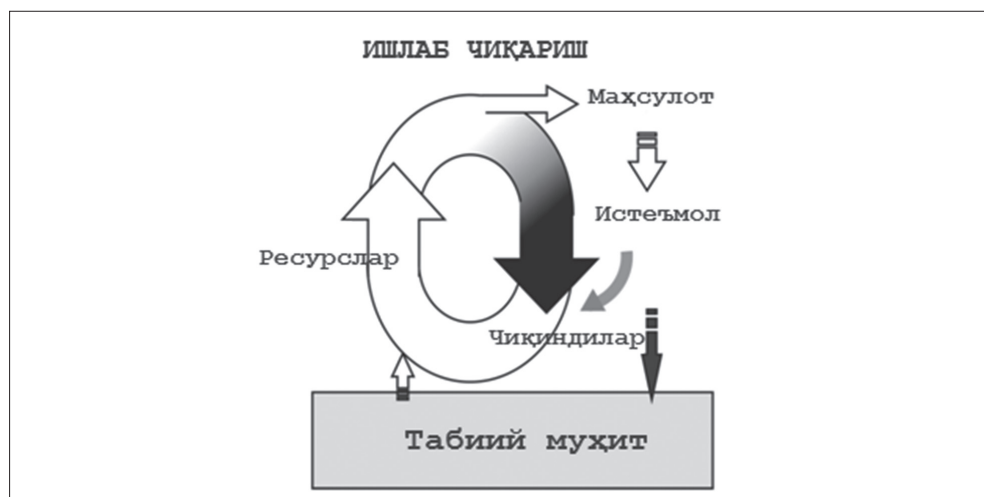 ИШЛАБ ЧИҚАРИШ
Маҳсулот
Истеъмол
Ресурслар
Чиқиндилар
Табиий муҳит